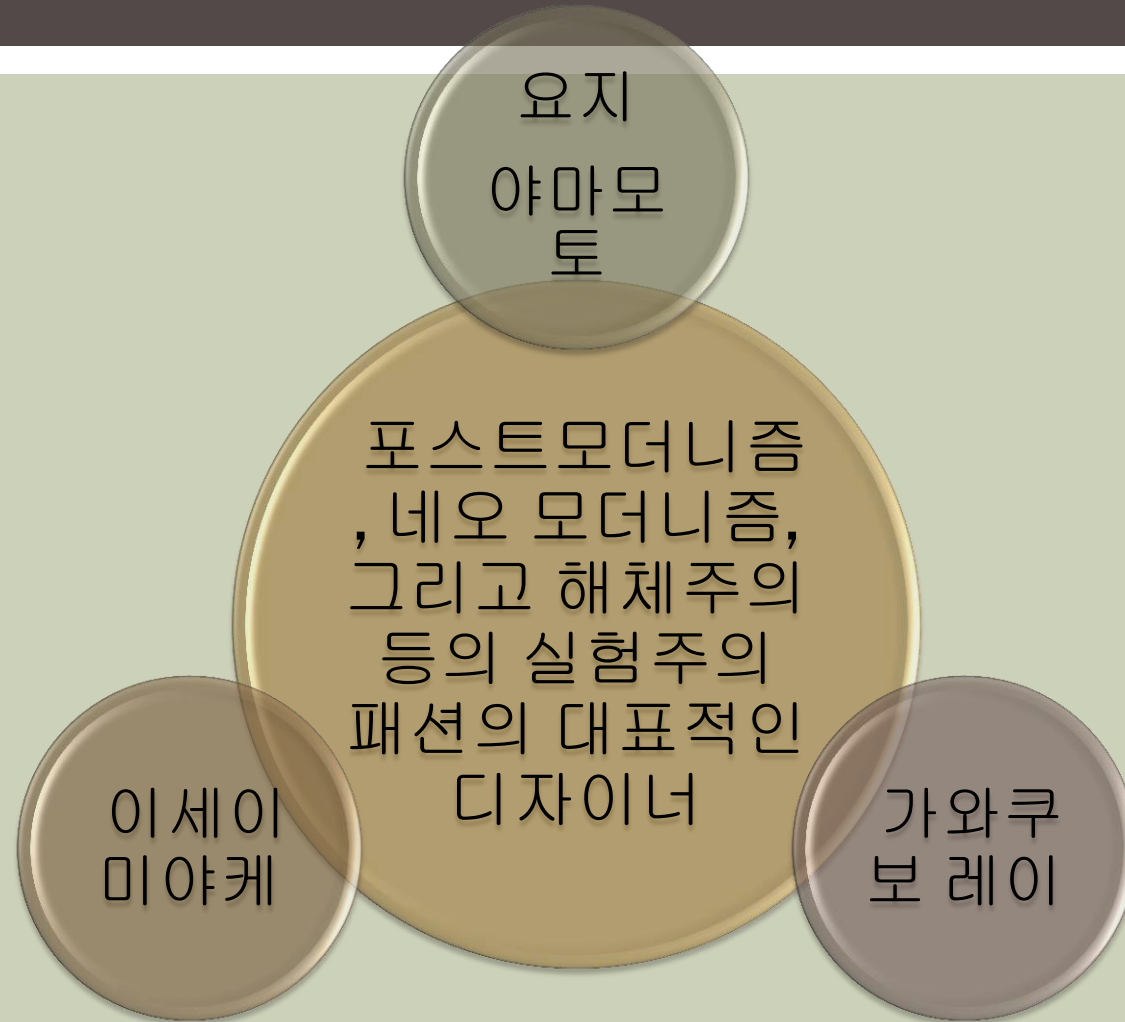 요지
야마모
토
포스트모더니즘
, 네오 모더니즘,
그리고 해체주의
등의 실험주의
패션의 대표적인
디자이너
이세이
미야케
가와쿠
보 레이